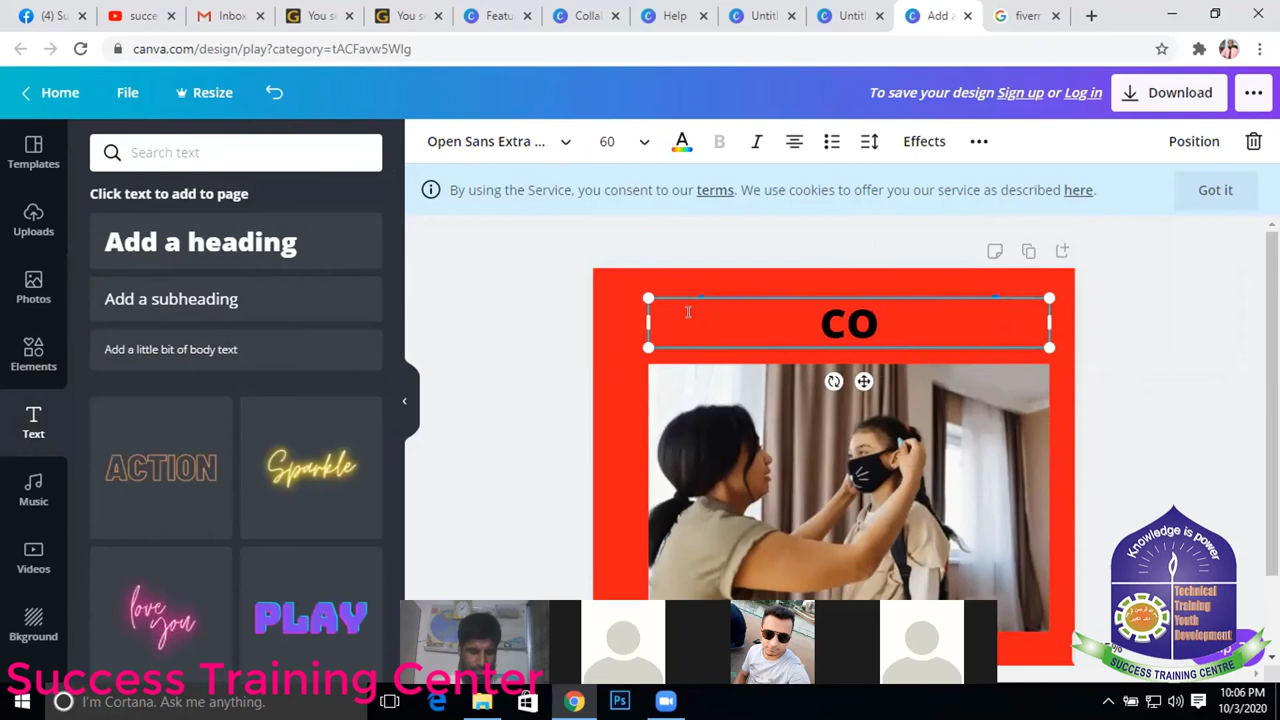 (4) Su
succe
Inbox
You s
You s
Featu
Colla
Help
Untit
Untit
Add a
fiverr
canva.com/design/play?category=tACFavw5WIg
Home
File
Resize
To save your design Sign up or Log in
Download
Templates
Uploads
Photos
Elements
Text
Music
Videos
Bkground
Search text
Click text to add to page
Add a heading
Add a subheading
Add a little bit of body text
ACTION
Sparkle
love you
PLAY
Open Sans Extra ...
60
A
B
I
Effects
Position
By using the Service, you consent to our terms. We use cookies to offer you our service as described here.
Got it
CO
Knowledge is power
Technical
Training
Youth
Development
SUCCESS TRAINING CENTRE
Success Training Center
I'm Cortana. Ask me anything.
Ps
10:06 PM
10/3/2020